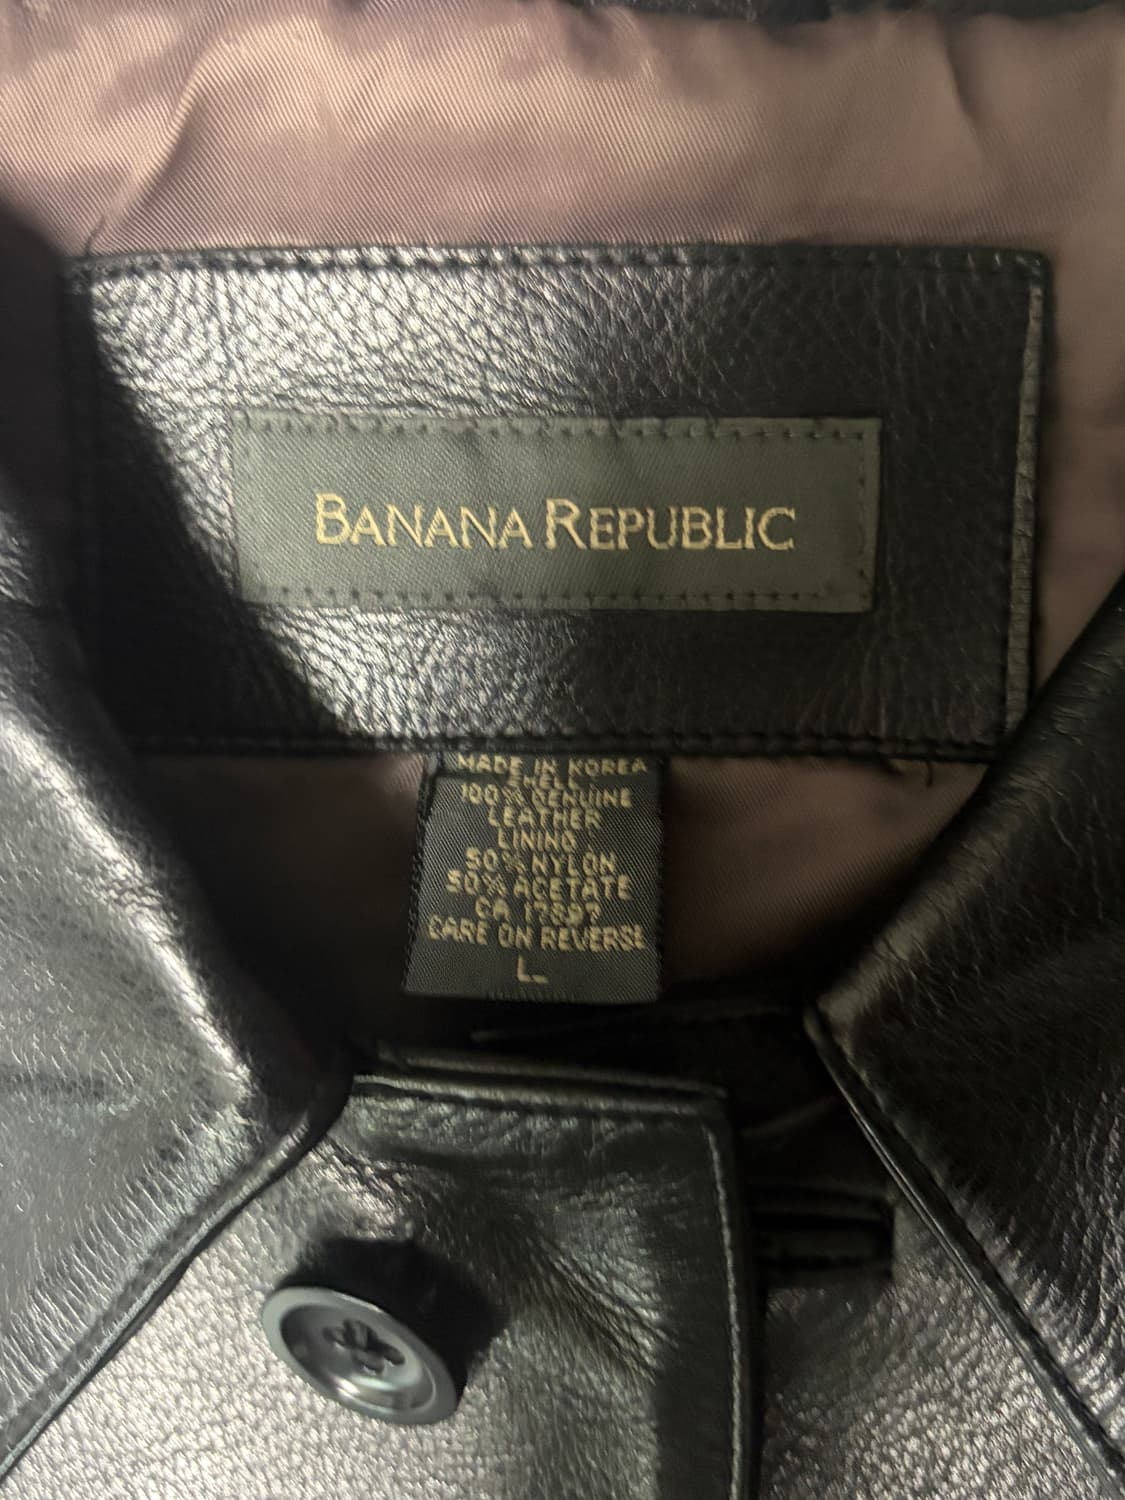 BANANA REPUBLIC
MADE IN KOREA
SHELL
100% GENUINE
LEATHER
LINING
50% NYLON
50% ACETATE
CA 17897
CARE ON REVERSE
L